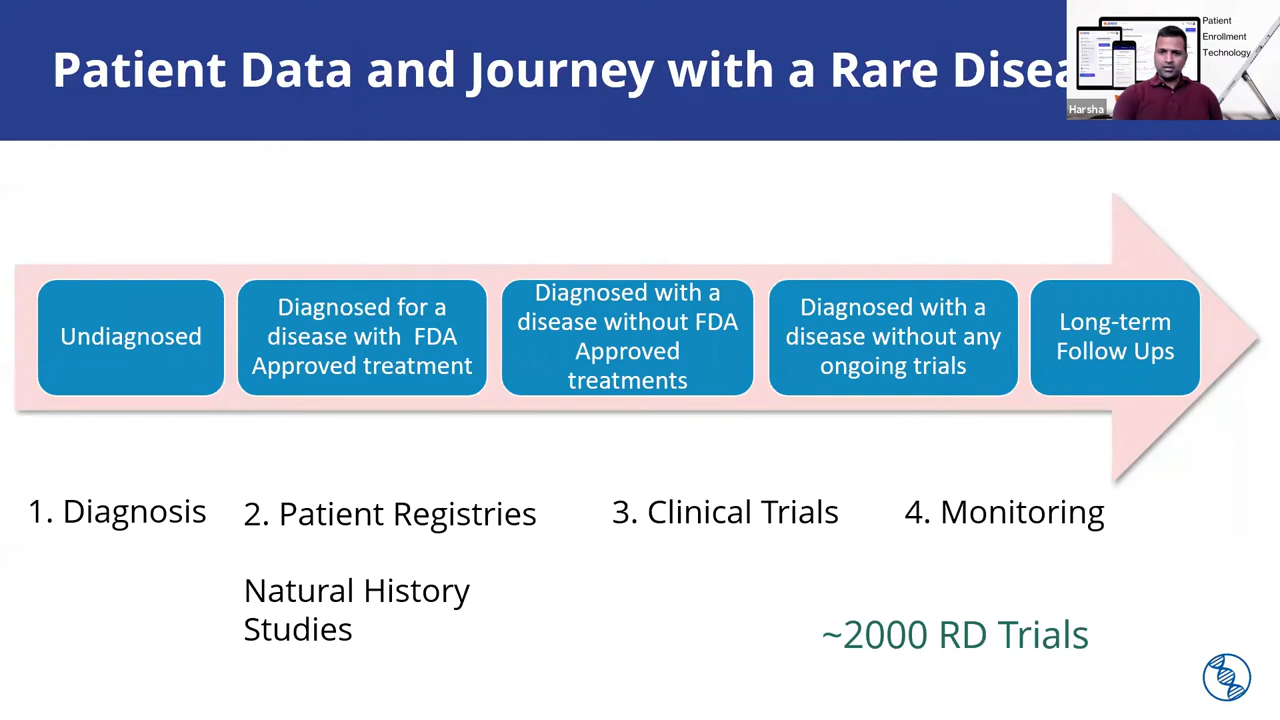 Patient Data and Journey with a Rare Disea
Patient
Enrollment
Technology
Harsha
Undiagnosed
Diagnosed for a
disease with FDA
Approved treatment
Diagnosed with a
disease without FDA
Approved
treatments
Diagnosed with a
disease without any
ongoing trials
Long-term
Follow Ups
1. Diagnosis
2. Patient Registries
Natural History
Studies
3. Clinical Trials
4. Monitoring
~2000 RD Trials